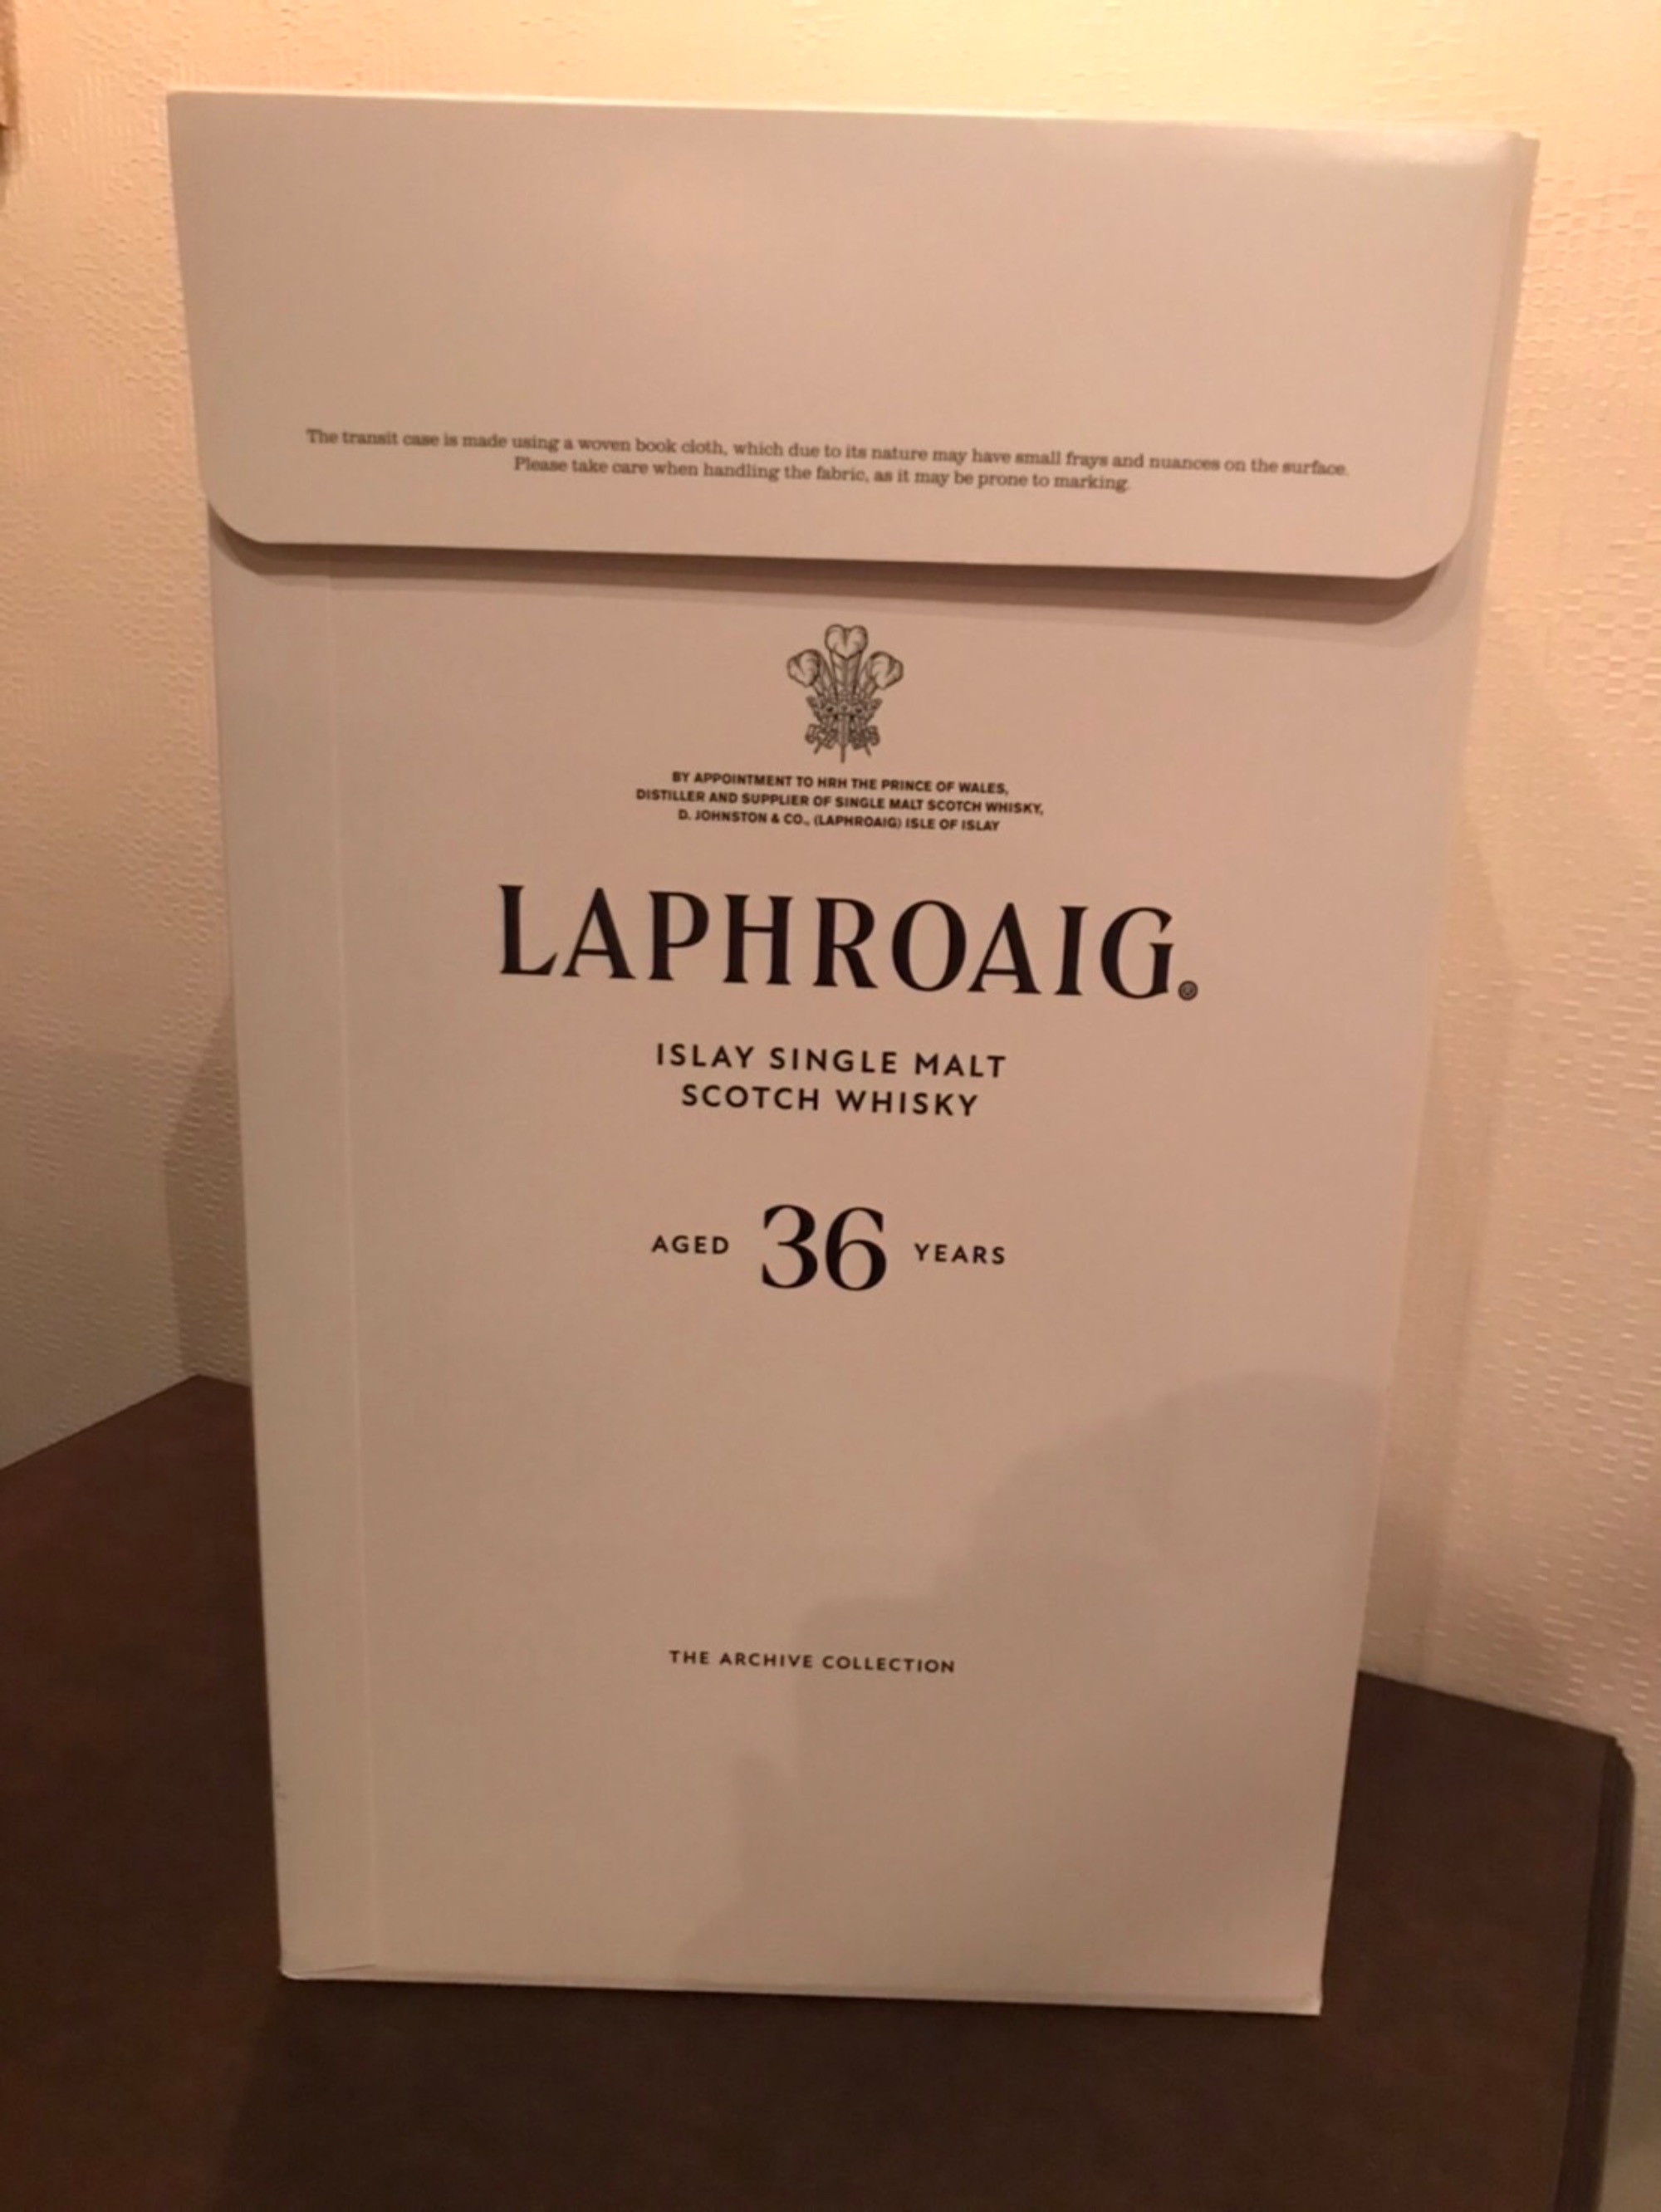 The transit case is made using a woven book cloth, which due to its nature may have small frays and nuances on the surface.
Please take care when handling the fabric, as it may be prone to marking.
BY APPOINTMENT TO HRH THE PRINCE OF WALES,
DISTILLER AND SUPPLIER OF SINGLE MALT SCOTCH WHISKY,
D. JOHNSTON & CO., (LAPHROAIG) ISLE OF ISLAY
LAPHROAIG®
ISLAY SINGLE MALT
SCOTCH WHISKY
AGED 36 YEARS
THE ARCHIVE COLLECTION